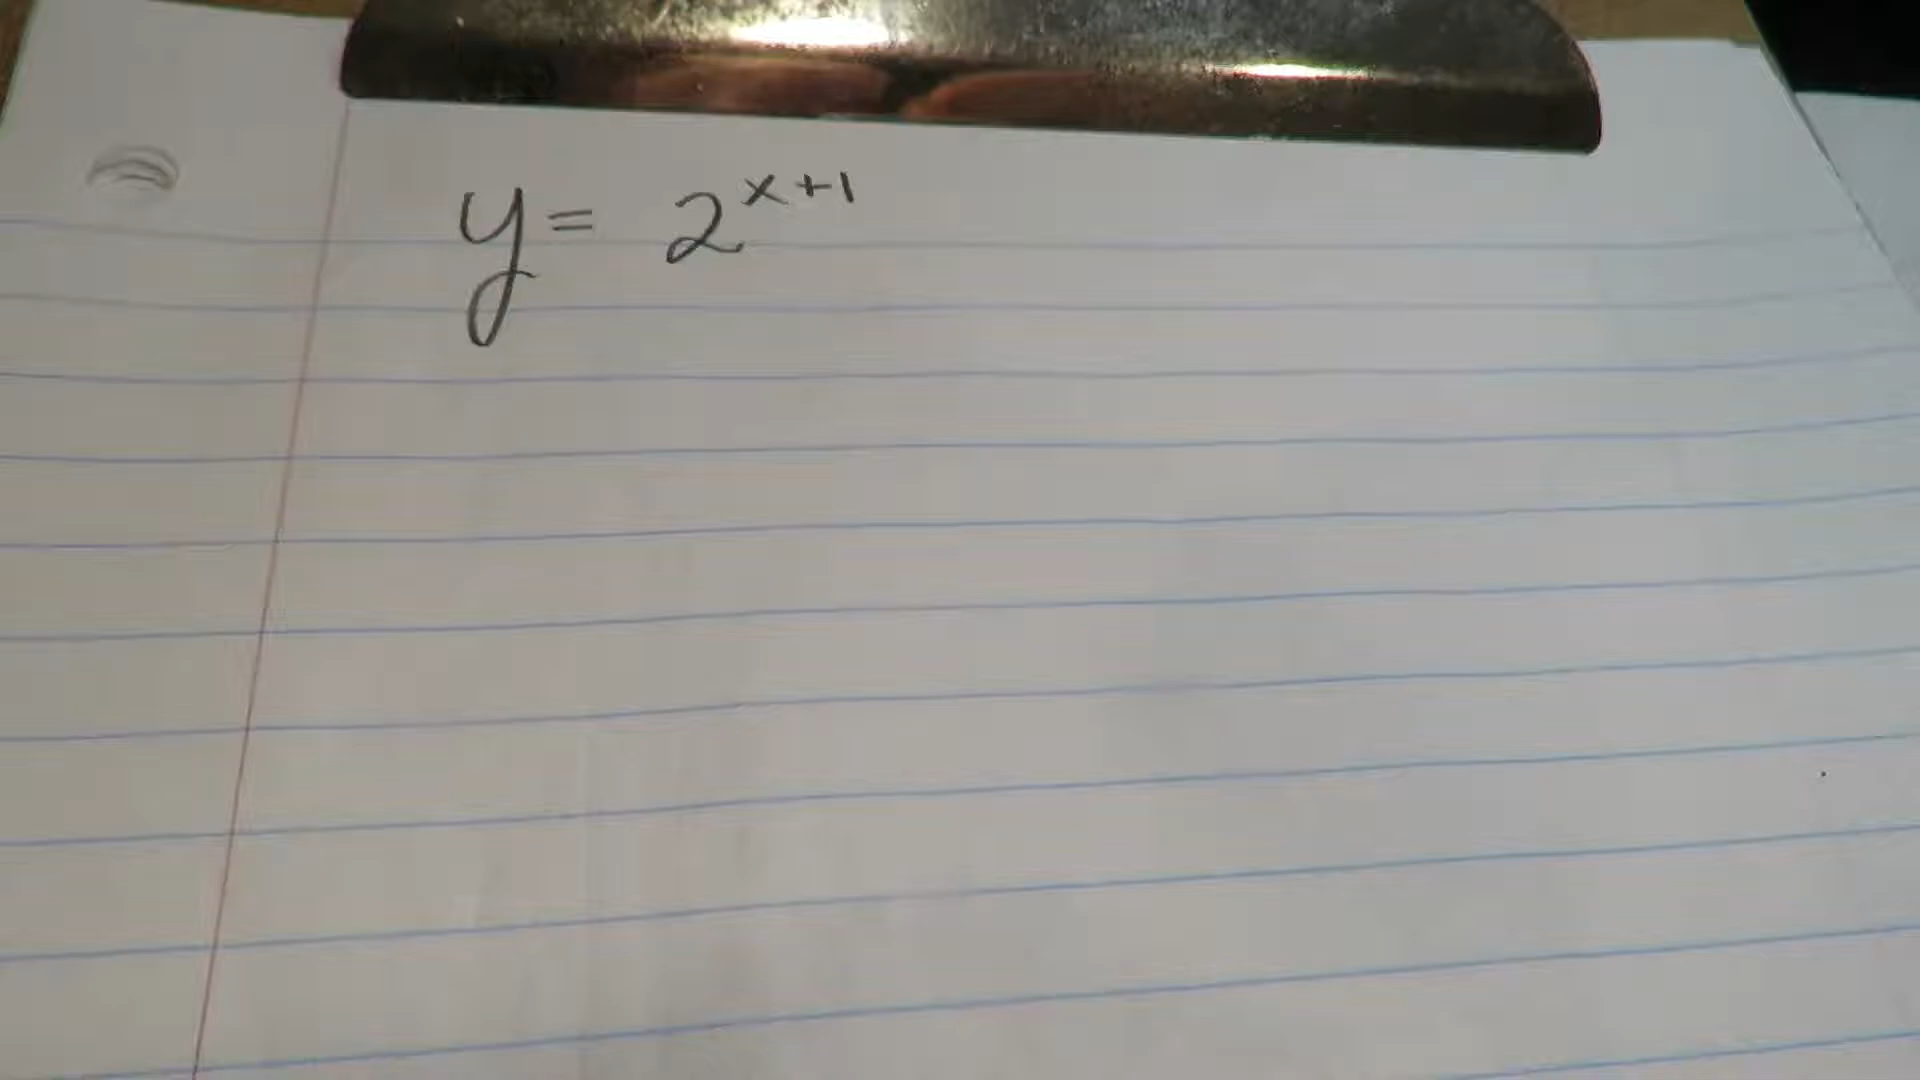 y = 2^{x+1}